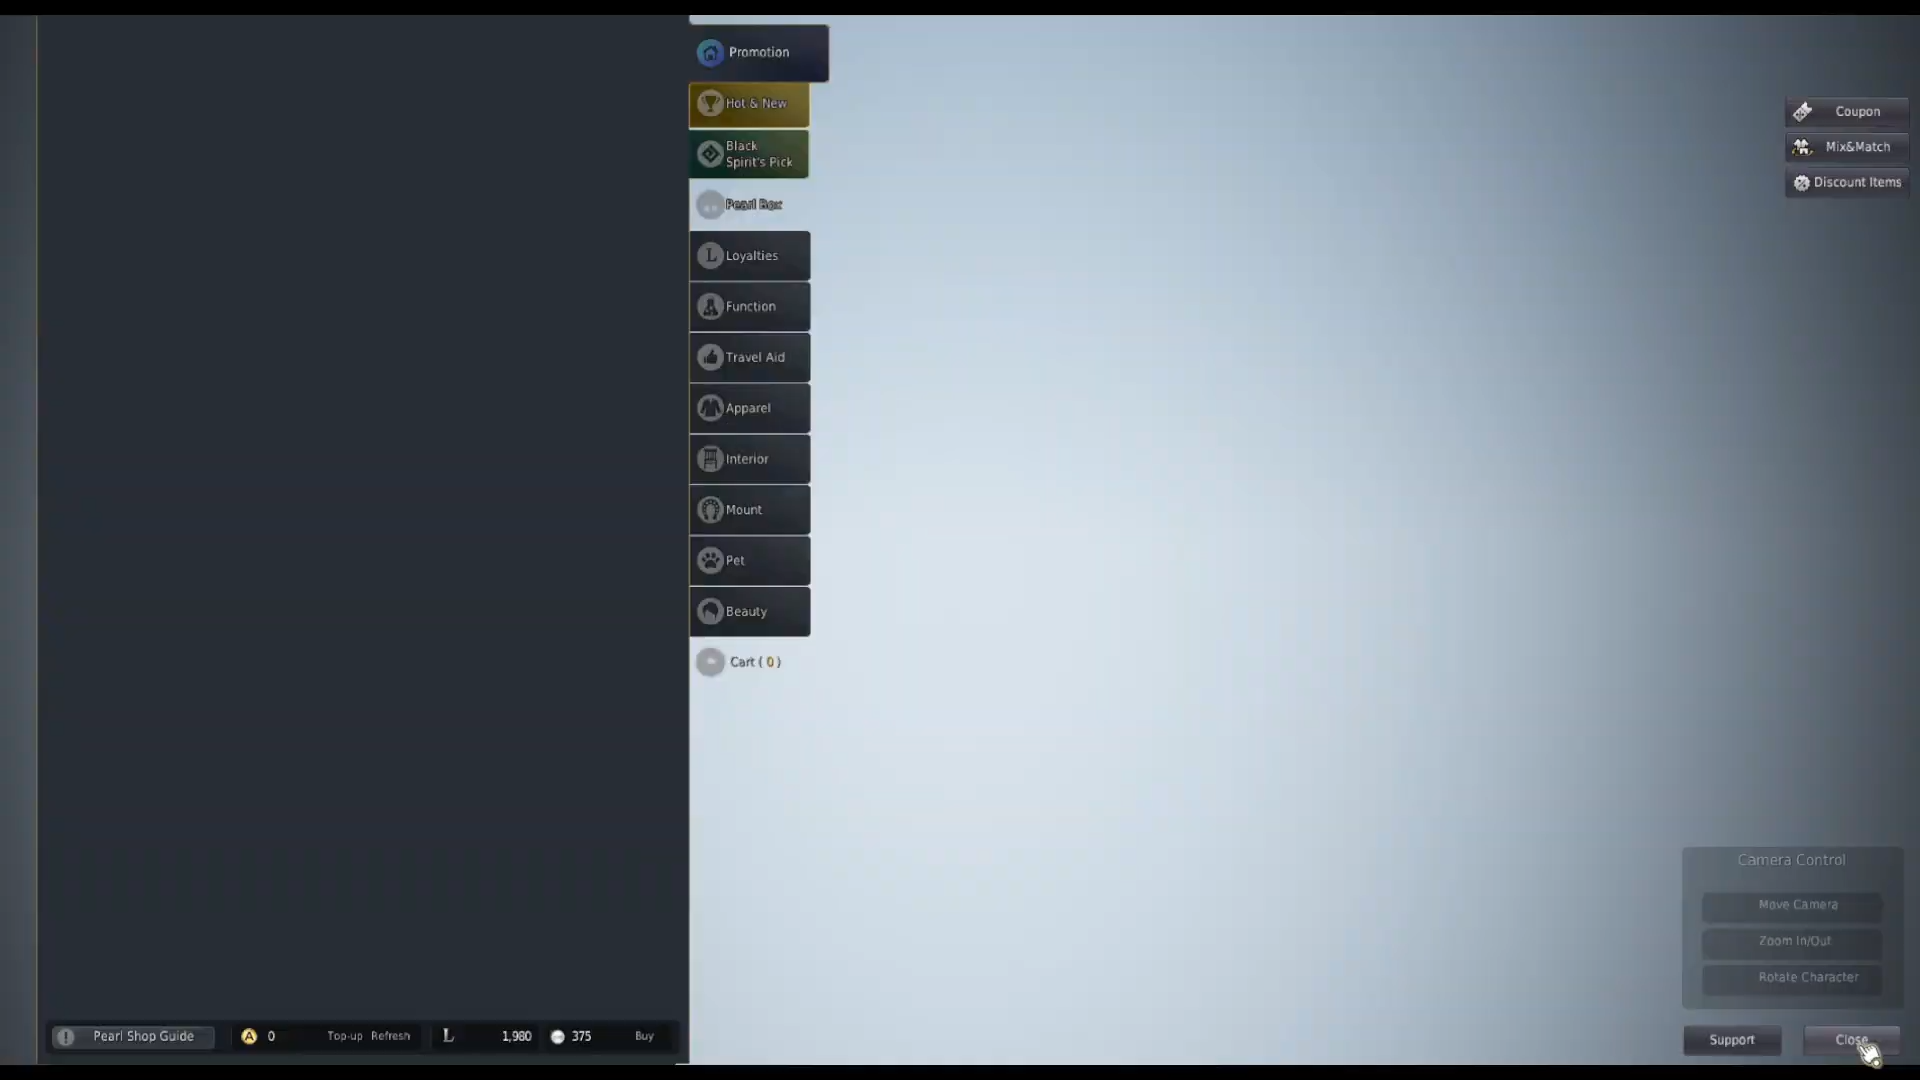 Promotion
Hot & New
Black
Spirit's Pick
Pearl Box
Loyalties
Function
Travel Aid
Apparel
Interior
Mount
Pet
Beauty
Cart ( 0 )
Coupon
Mix&Match
Discount Items
Camera Control
Move Camera
Zoom In/Out
Rotate Character
Pearl Shop Guide A 0 Top-up Refresh L 1,980 375 Buy
Support Close